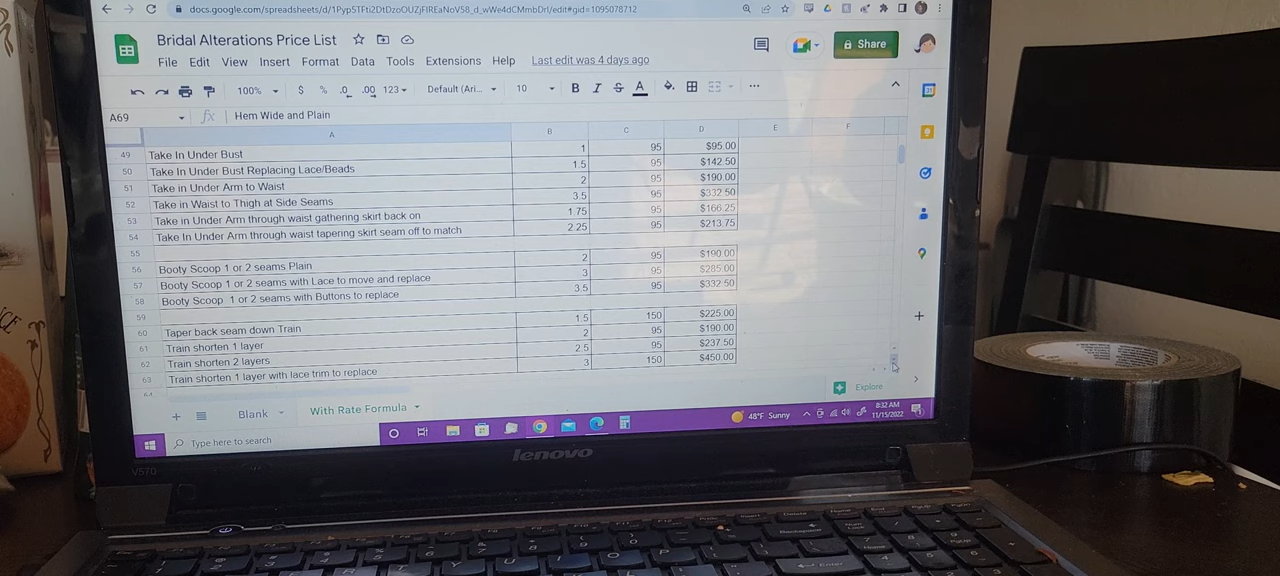 docs.google.com/spreadsheets/d/1Pyp5TFti2DtDzoOUZjFIREaNoV58_d_wWe4dCMmbDrI/edit#gid=1095078712
Bridal Alterations Price List
File Edit View Insert Format Data Tools Extensions Help Last edit was 4 days ago
Share
100% $ % .0 .00 123 Default (Ari... 10 B I S A
A69 fx Hem Wide and Plain
A B C D E F
49 Take In Under Bust 1 95 $95.00
50 Take In Under Bust Replacing Lace/Beads 1.5 95 $142.50
51 Take in Under Arm to Waist 2 95 $190.00
52 Take in Waist to Thigh at Side Seams 3.5 95 $332.50
53 Take in Under Arm through waist gathering skirt back on 1.75 95 $166.25
54 Take In Under Arm through waist tapering skirt seam off to match 2.25 95 $213.75
55
56 Booty Scoop 1 or 2 seams Plain 2 95 $190.00
57 Booty Scoop 1 or 2 seams with Lace to move and replace 3 95 $285.00
58 Booty Scoop 1 or 2 seams with Buttons to replace 3.5 95 $332.50
59
60 Taper back seam down Train 1.5 150 $225.00
61 Train shorten 1 layer 2 95 $190.00
62 Train shorten 2 layers 2.5 95 $237.50
63 Train shorten 1 layer with lace trim to replace 3 150 $450.00
64
Explore
Blank With Rate Formula
Type here to search
48°F Sunny
8:32 AM
11/15/2022
V570
lenovo